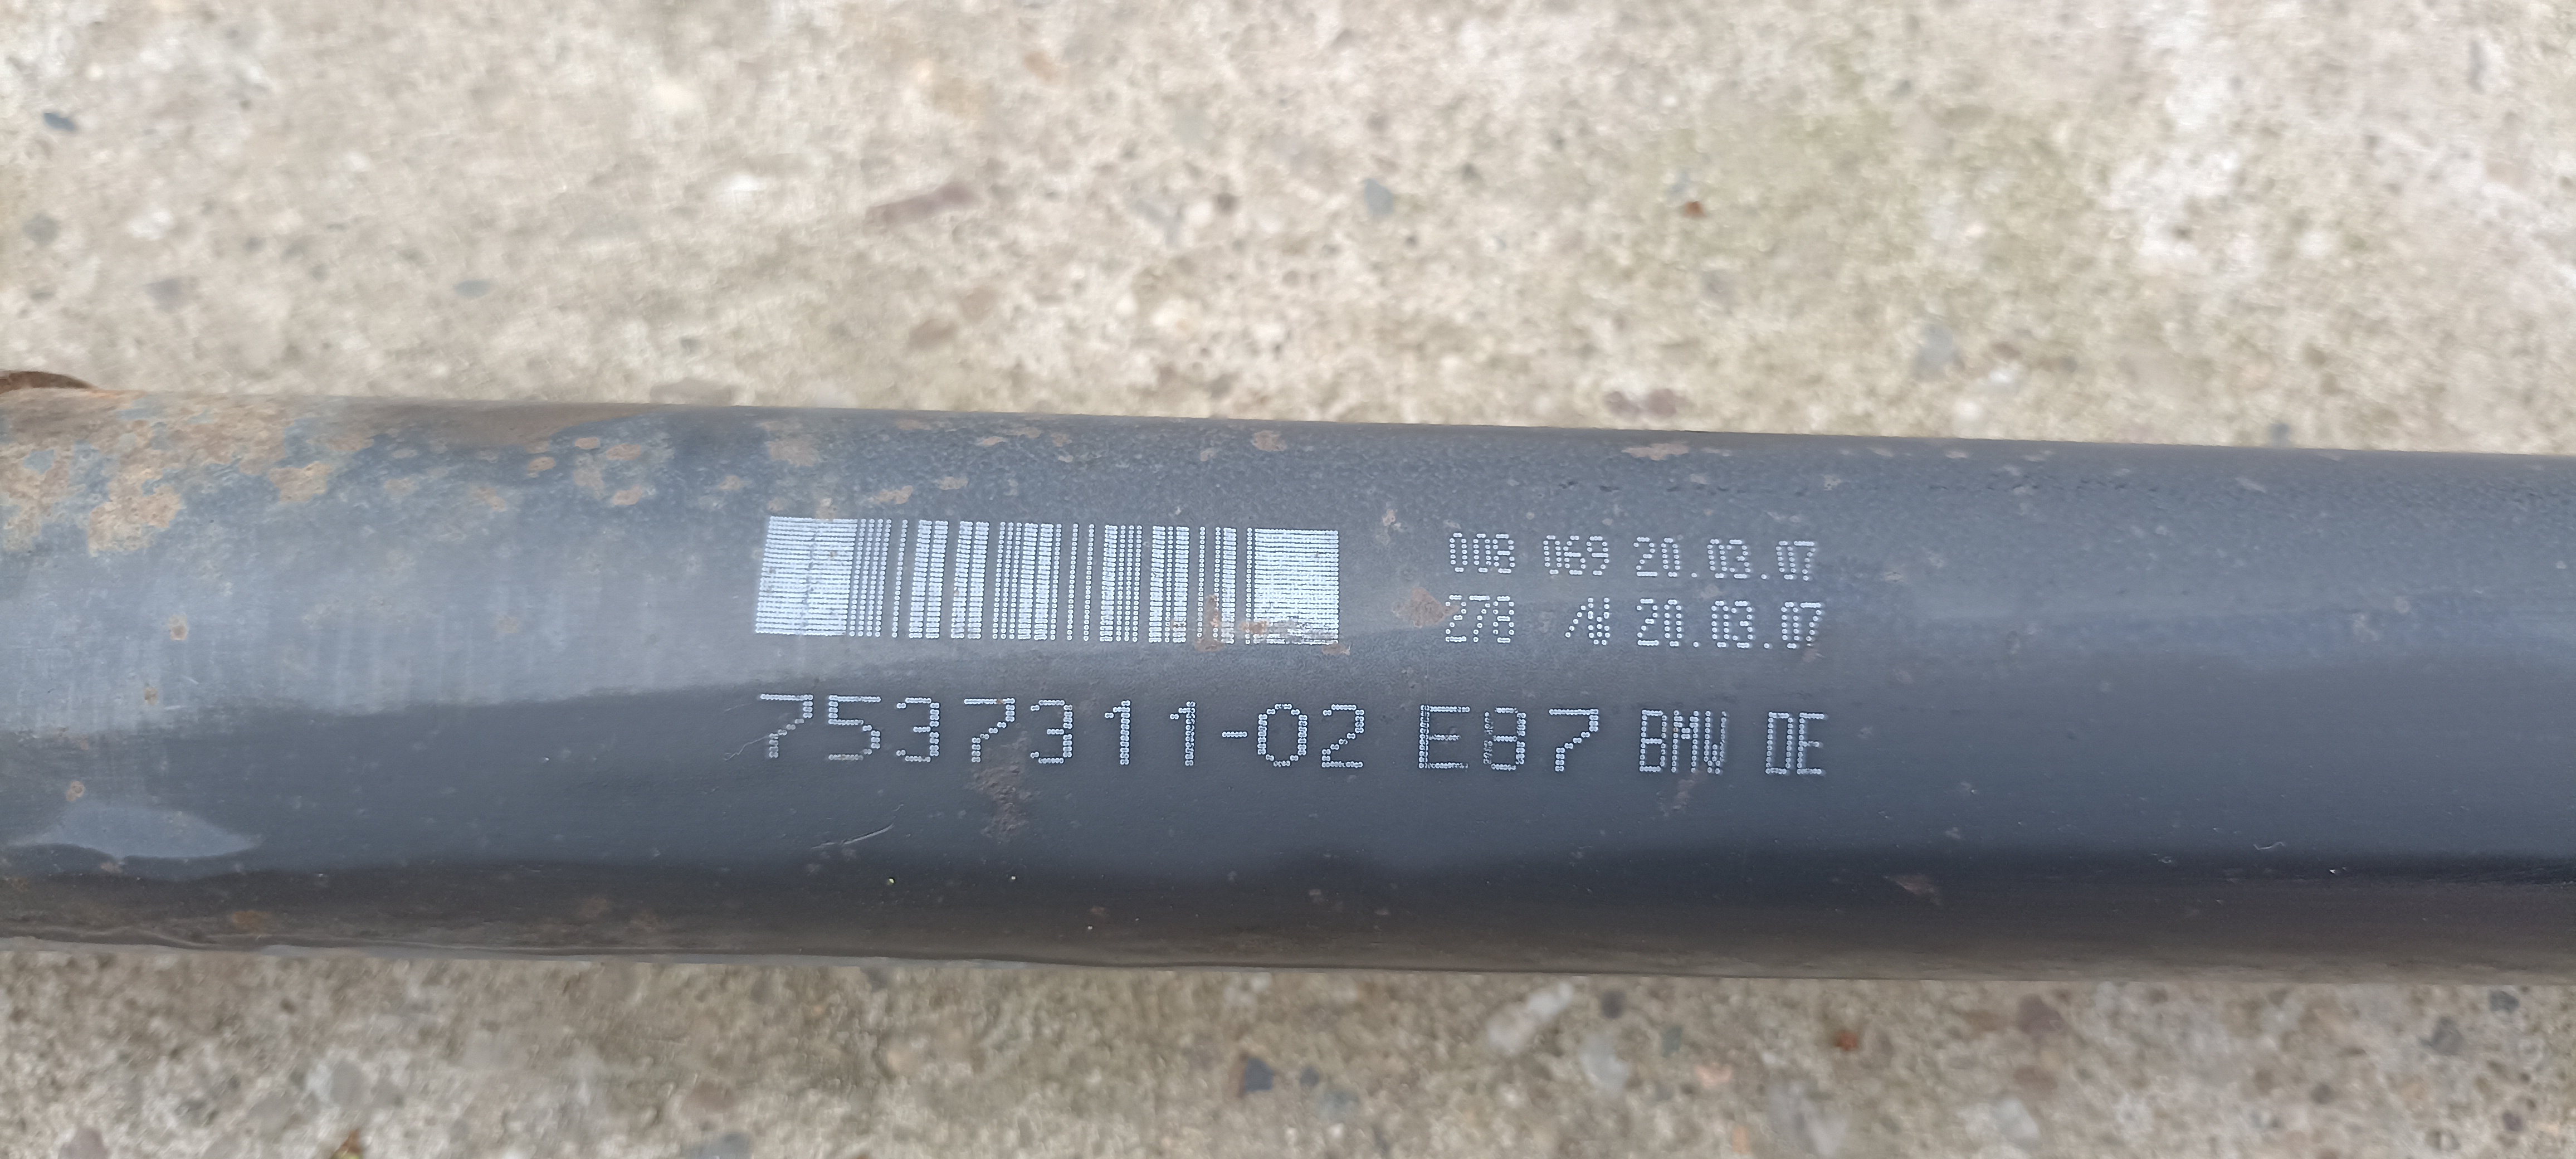 008 069 20.03.07
278 /W 20.03.07
7537311-02 E87 BMW DE